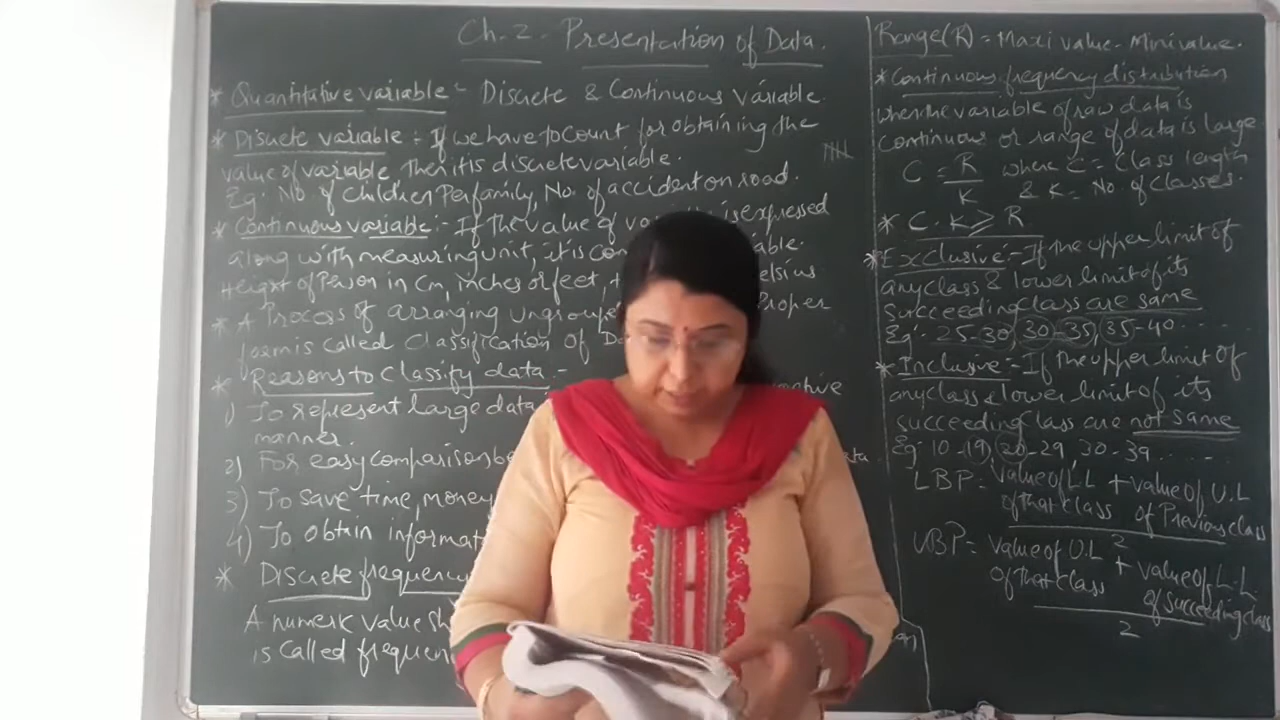 Ch. 2. Presentation of Data.
* Quantitative variable :- Discrete & Continuous variable.
* Discrete variable :- If we have to count for obtaining the
value of variable then it is discrete variable.
Eg: No. of Children Per family, No. of accident on road.
* Continuous variable :- If the value of is expressed
along with measuring unit, it is
Height of Person in Cm, inches or feet,
* A Process of arranging Proper
form is called Classification of
* Reasons to Classify data :-
1) To represent large data
manner.
2) For easy comparison
3) To save time, money
4) To obtain
* Discrete frequency
A numeric value
is called
Range(R) = Maxi value - Mini value.
* Continuous frequency distribution
when the variable of raw data is
continuous or range of data is large
C = R/K where C = Class length
& K = No. of Classes.
* C. K ⩾ R
* Exclusive :- If the upper limit of
any class & lower limit of its
succeeding class are same
Eg:- 25-30, 30-35, 35-40 ......
* Inclusive :- If the upper limit of
any class & lower limit of its
succeeding class are not same
Eg: 10-19, 20-29, 30-39 ......
LBP = Value of L.L of that class + value of U.L of Previous class / 2
UBP = Value of U.L of that class + value of L.L. of succeeding class / 2